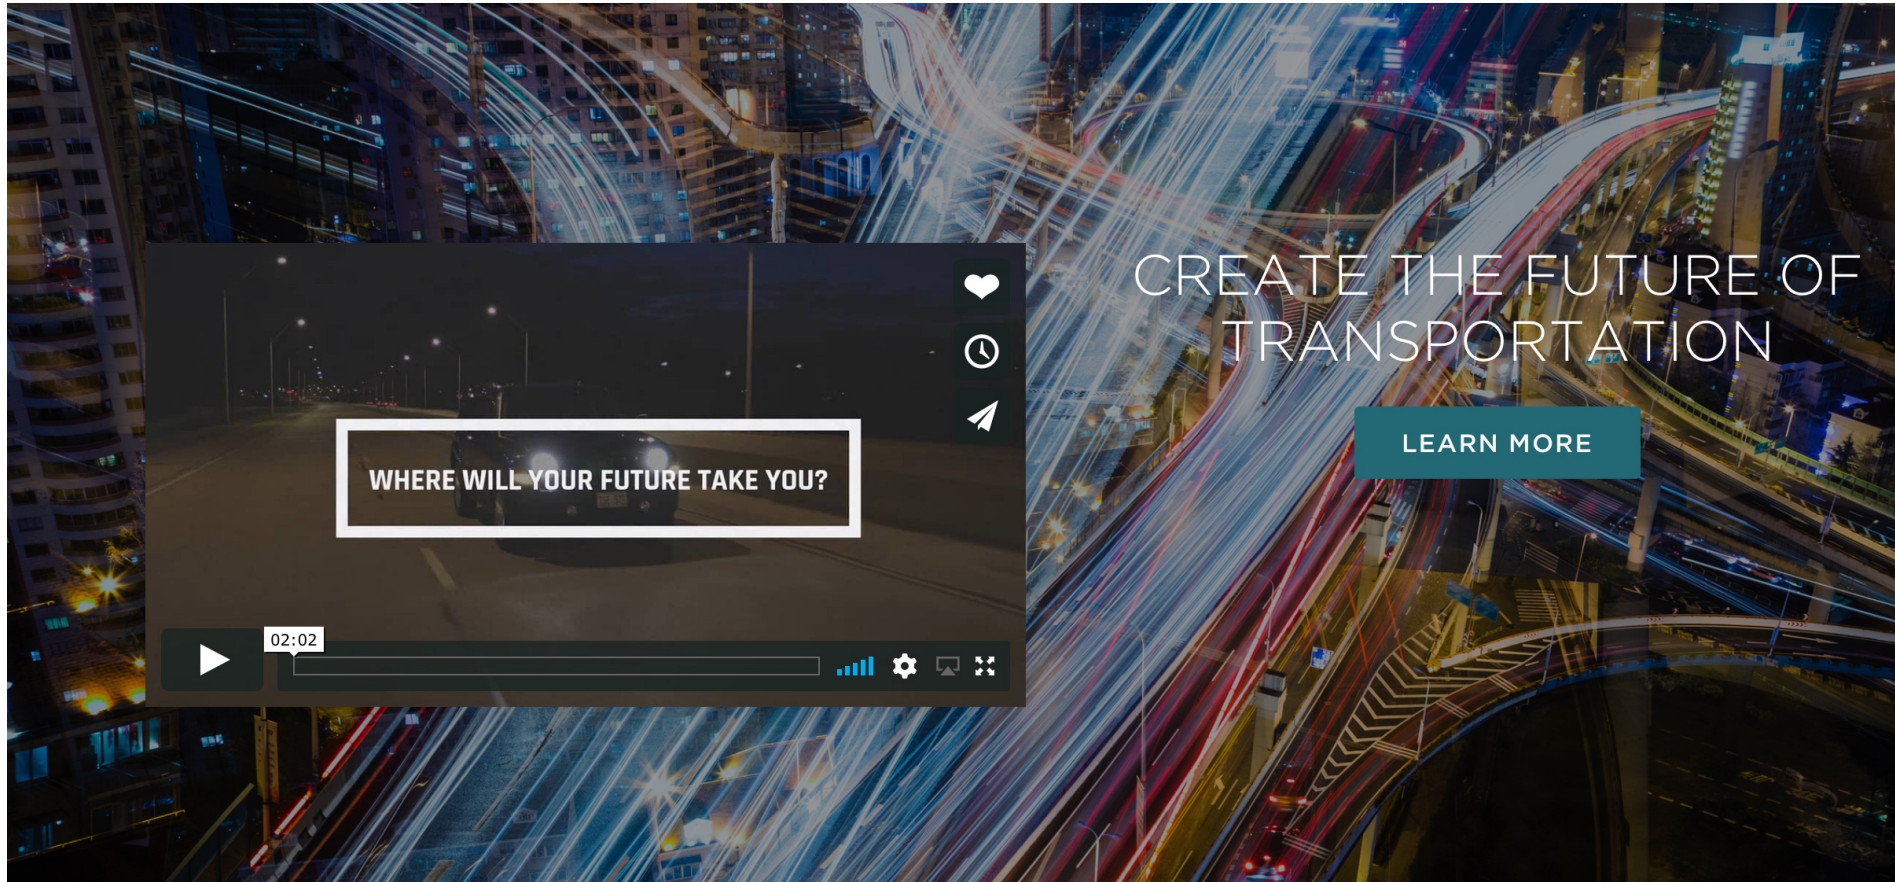 WHERE WILL YOUR FUTURE TAKE YOU?
02:02
CREATE THE FUTURE OF
TRANSPORTATION
LEARN MORE